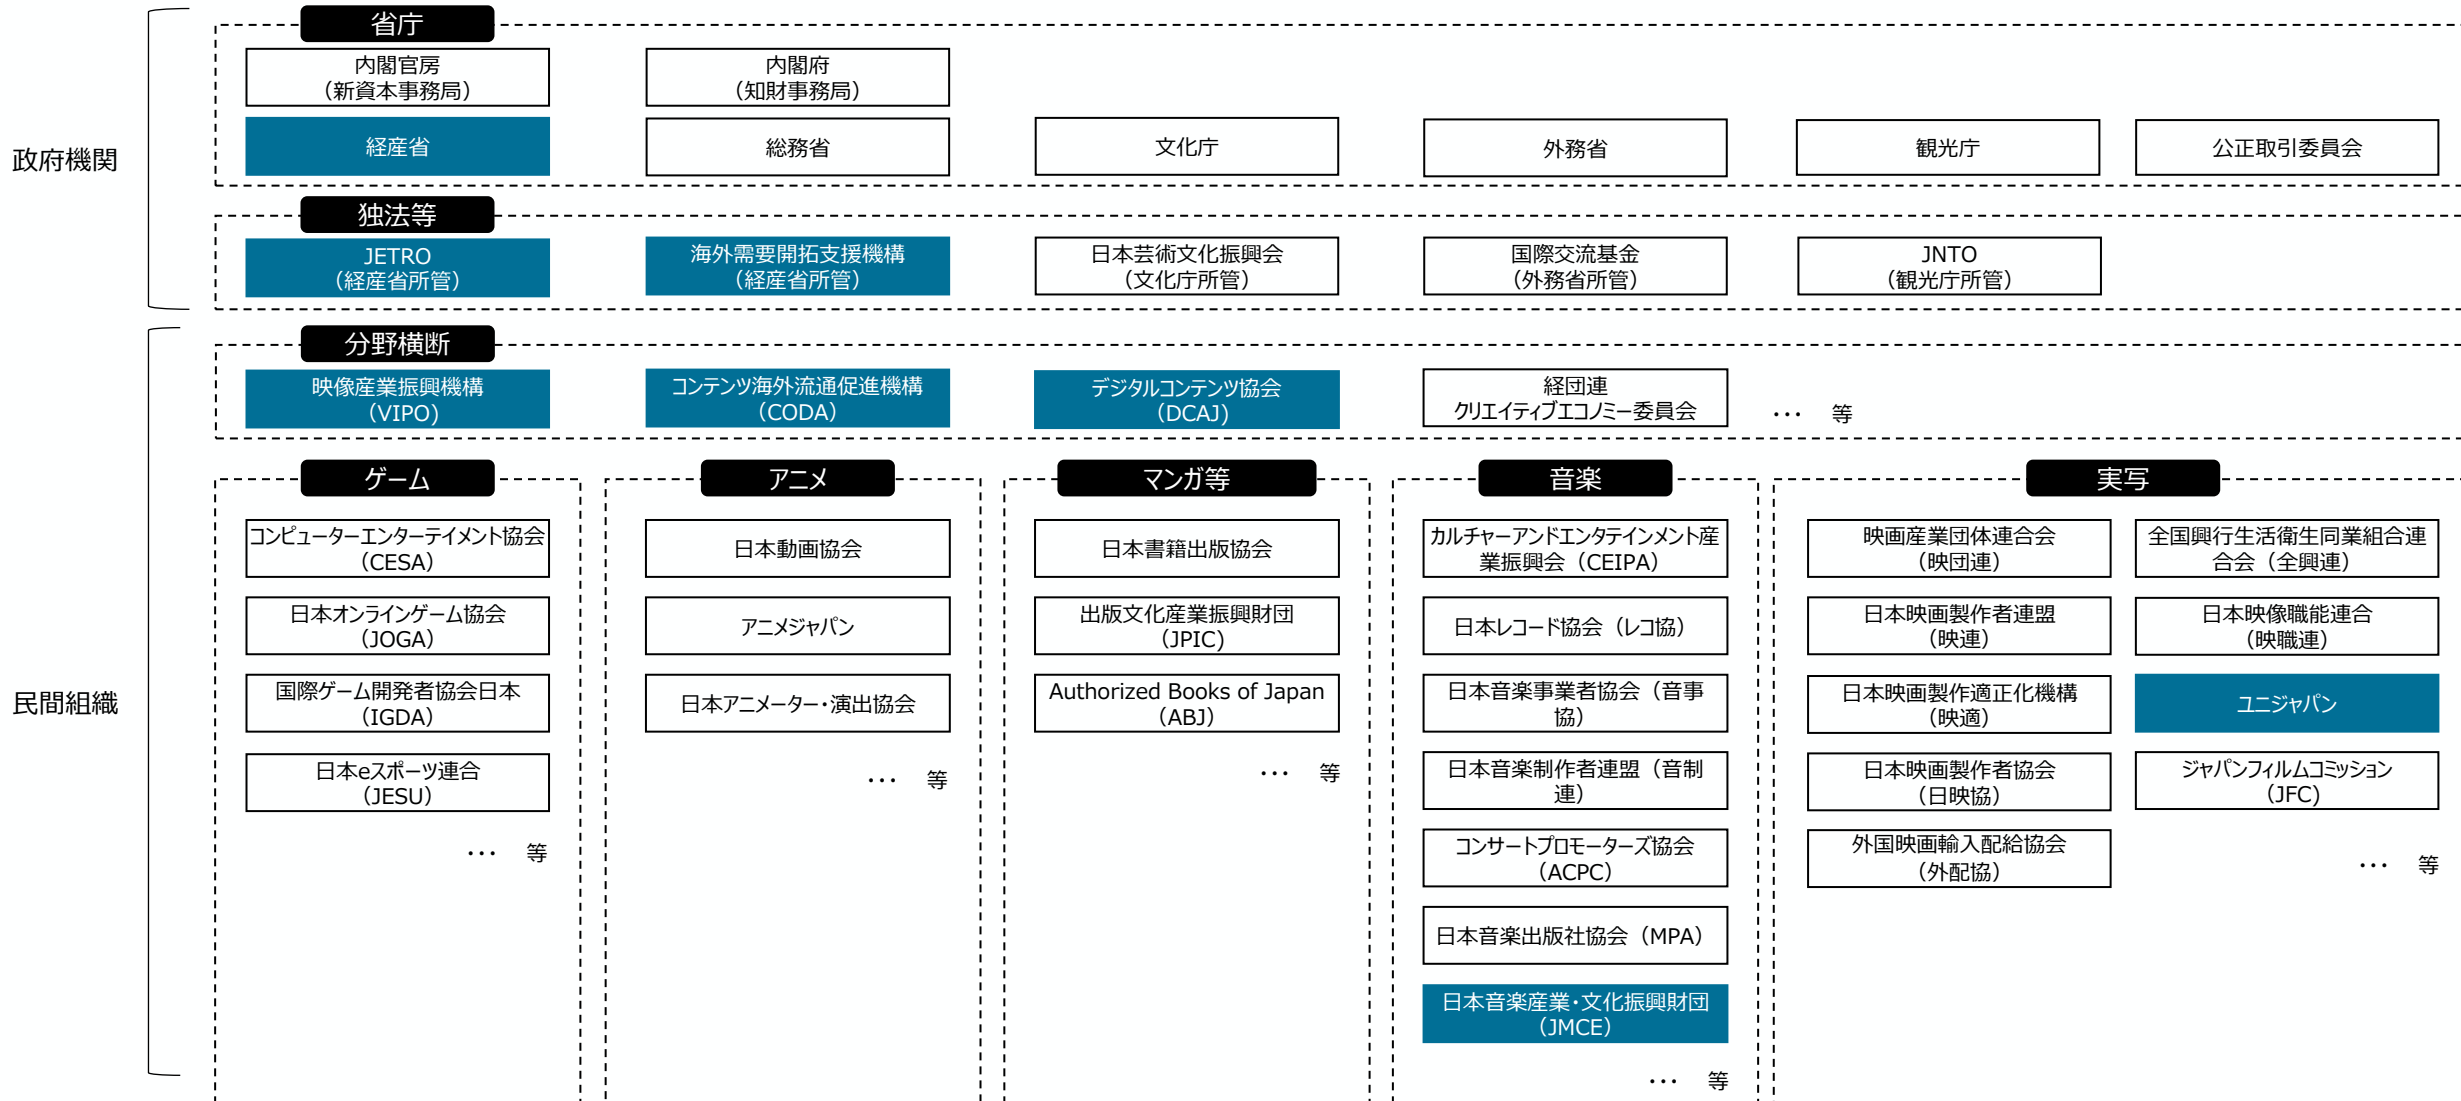 政府機関
省庁
内閣官房
(新資本事務局)
内閣府
(知財事務局)
経産省
総務省
文化庁
外務省
観光庁
公正取引委員会
独法等
JETRO
(経産省所管)
海外需要開拓支援機構
(経産省所管)
日本芸術文化振興会
(文化庁所管)
国際交流基金
(外務省所管)
JNTO
(観光庁所管)
民間組織
分野横断
映像産業振興機構
(VIPO)
コンテンツ海外流通促進機構
(CODA)
デジタルコンテンツ協会
(DCAJ)
経団連
クリエイティブエコノミー委員会
… 等
ゲーム
コンピューターエンターテイメント協会
(CESA)
日本オンラインゲーム協会
(JOGA)
国際ゲーム開発者協会日本
(IGDA)
日本eスポーツ連合
(JESU)
… 等
アニメ
日本動画協会
アニメジャパン
日本アニメーター・演出協会
… 等
マンガ等
日本書籍出版協会
出版文化産業振興財団
(JPIC)
Authorized Books of Japan
(ABJ)
… 等
音楽
カルチャーアンドエンタテインメント産
業振興会(CEIPA)
日本レコード協会(レコ協)
日本音楽事業者協会(音事
協)
日本音楽制作者連盟(音制
連)
コンサートプロモーターズ協会
(ACPC)
日本音楽出版社協会(MPA)
日本音楽産業・文化振興財団
(JMCE)
… 等
実写
映画産業団体連合会
(映団連)
日本映画製作者連盟
(映連)
日本映画製作適正化機構
(映適)
日本映画製作者協会
(日映協)
外国映画輸入配給協会
(外配協)
全国興行生活衛生同業組合連
合会(全興連)
日本映像職能連合
(映職連)
ユニジャパン
ジャパンフィルムコミッション
(JFC)
… 等